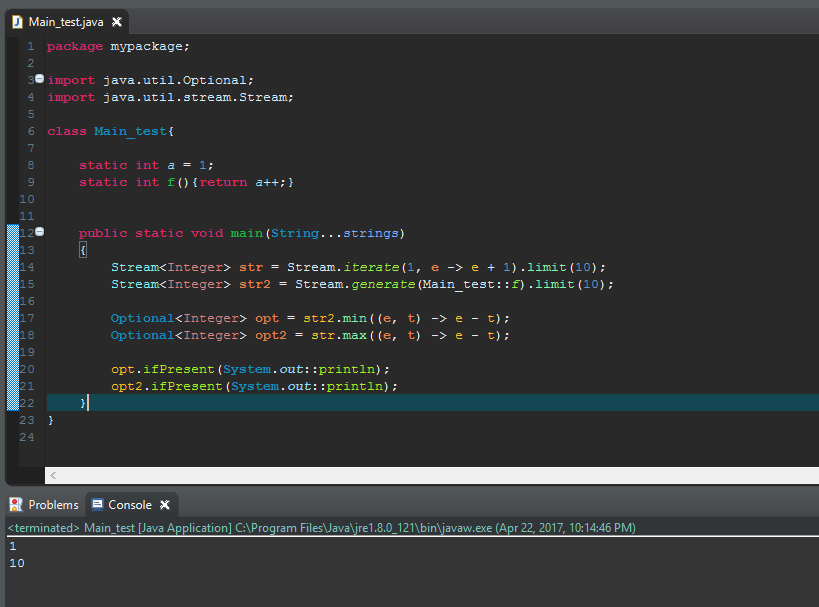 Main_test.java
1 package mypackage;
2
3 import java.util.Optional;
4 import java.util.stream.Stream;
5
6 class Main_test{
7
8     static int a = 1;
9     static int f(){return a++;}
10
11
12     public static void main(String...strings)
13     {
14         Stream<Integer> str = Stream.iterate(1, e -> e + 1).limit(10);
15         Stream<Integer> str2 = Stream.generate(Main_test::f).limit(10);
16
17         Optional<Integer> opt = str2.min((e, t) -> e - t);
18         Optional<Integer> opt2 = str.max((e, t) -> e - t);
19
20         opt.ifPresent(System.out::println);
21         opt2.ifPresent(System.out::println);
22     }
23 }
24
Problems Console
<terminated> Main_test [Java Application] C:\Program Files\Java\jre1.8.0_121\bin\javaw.exe (Apr 22, 2017, 10:14:46 PM)
1
10